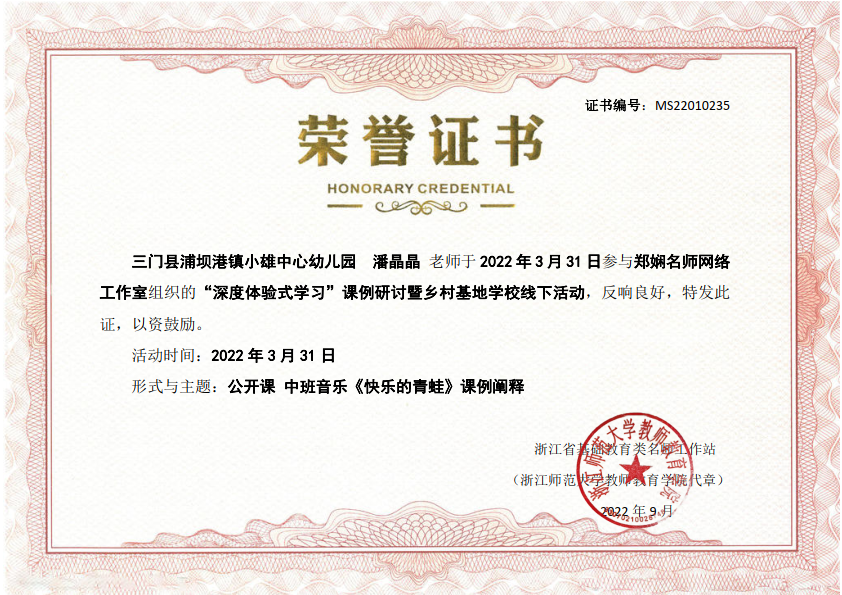 证书编号：MS22010235
荣誉证书
HONORARY CREDENTIAL
三门县浦坝港镇小雄中心幼儿园 潘晶晶 老师于 2022 年 3 月 31 日参与郑娴名师网络
工作室组织的“深度体验式学习”课例研讨暨乡村基地学校线下活动，反响良好，特发此
证，以资鼓励。
活动时间：2022 年 3 月 31 日
形式与主题：公开课 中班音乐《快乐的青蛙》课例阐释
浙江省基础教育类名师工作站
（浙江师范大学教师教育学院代章）
2022 年 9 月
浙江师范大学教师教育学院